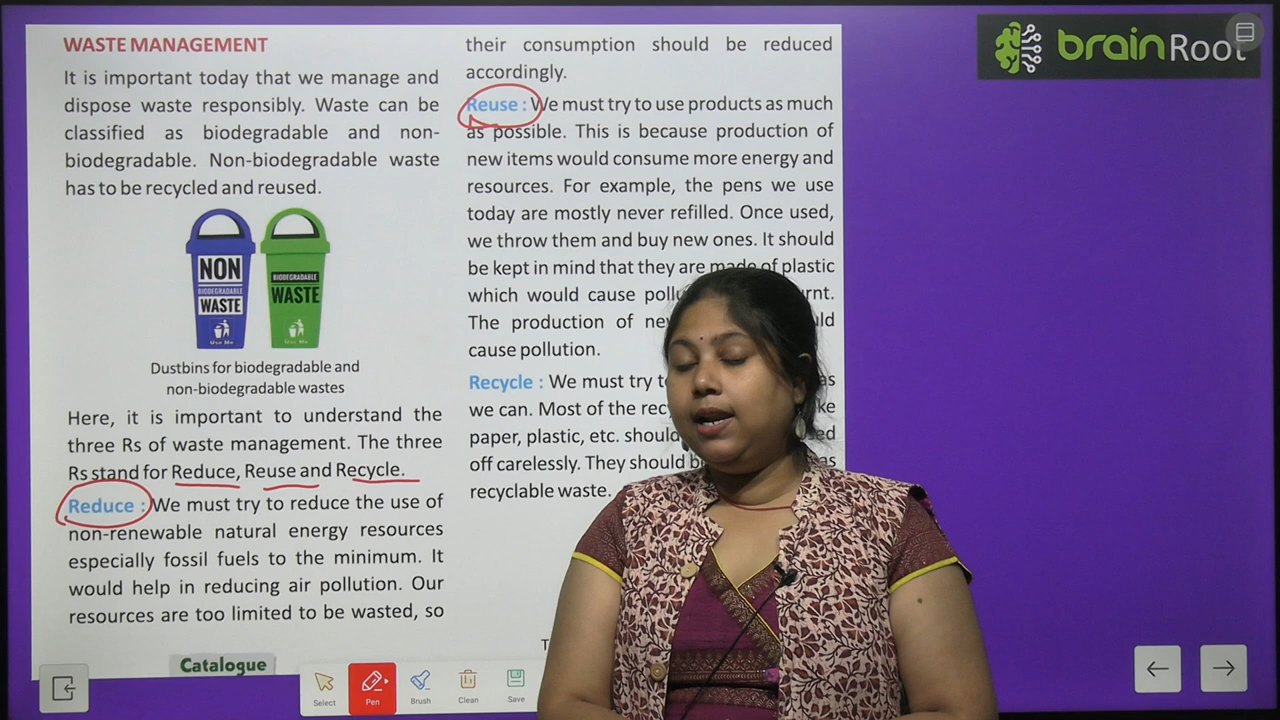 WASTE MANAGEMENT
It is important today that we manage and
dispose waste responsibly. Waste can be
classified as biodegradable and non-
biodegradable. Non-biodegradable waste
has to be recycled and reused.
NON
BIODEGRADABLE
WASTE
Use Me
BIODEGRADABLE
WASTE
Use Me
Dustbins for biodegradable and
non-biodegradable wastes
Here, it is important to understand the
three Rs of waste management. The three
Rs stand for Reduce, Reuse and Recycle.
Reduce : We must try to reduce the use of
non-renewable natural energy resources
especially fossil fuels to the minimum. It
would help in reducing air pollution. Our
resources are too limited to be wasted, so
their consumption should be reduced
accordingly.
Reuse : We must try to use products as much
as possible. This is because production of
new items would consume more energy and
resources. For example, the pens we use
today are mostly never refilled. Once used,
we throw them and buy new ones. It should
be kept in mind that they are made of plastic
which would cause
The production of
cause pollution.
Recycle : We must try
we can. Most of the
paper, plastic, etc.
off carelessly. They should
recyclable waste.
brainRoot
Catalogue
Select
Pen
Brush
Clean
Save